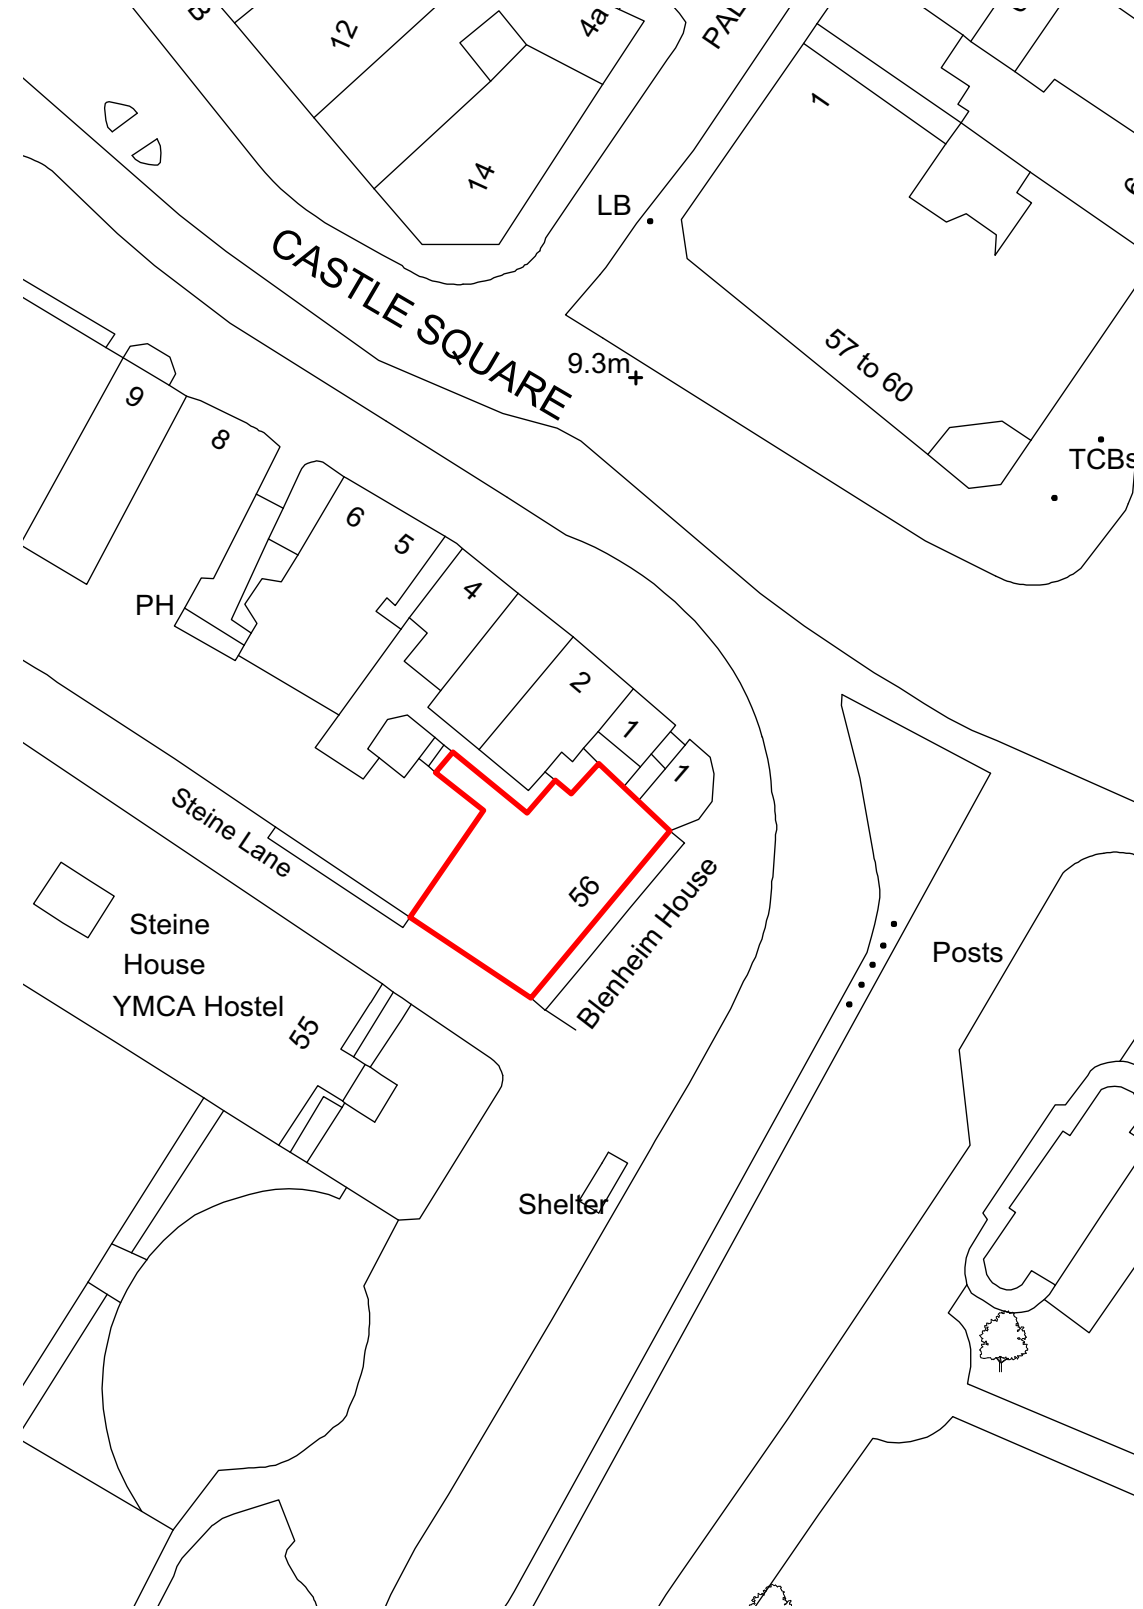 12
4a
14
1
LB
CASTLE SQUARE
9.3m
57 to 60
TCBs
9
8
6
5
4
PH
2
1
1
Steine Lane
56
Blenheim House
Steine
House
YMCA Hostel
55
Posts
Shelter